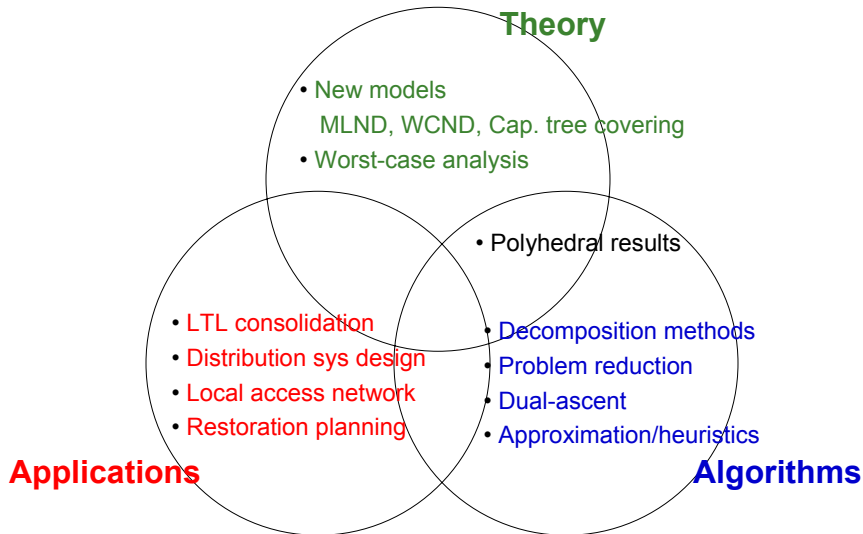 Theory
• New models
MLND, WCND, Cap. tree covering
• Worst-case analysis
• Polyhedral results
• LTL consolidation
• Distribution sys design
• Local access network
• Restoration planning
• Decomposition methods
• Problem reduction
• Dual-ascent
• Approximation/heuristics
Applications
Algorithms